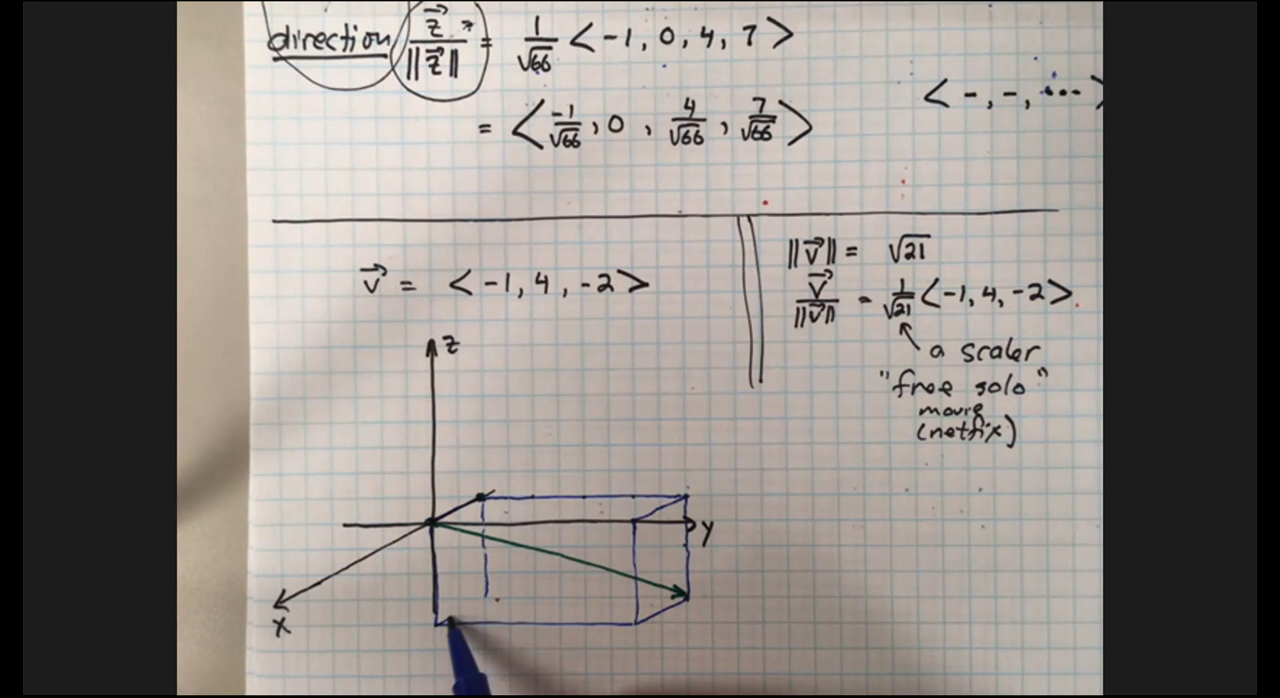 direction z⃗ / ||z⃗|| = 1/√66 < -1, 0, 4, 7 >
= < -1/√66, 0, 4/√66, 7/√66 >
< -, -, ... >
v⃗ = < -1, 4, -2 >
||v⃗|| = √21
v⃗ / ||v⃗|| = 1/√21 < -1, 4, -2 >
a scaler
"free solo"
movie
(netfix)
z
y
x